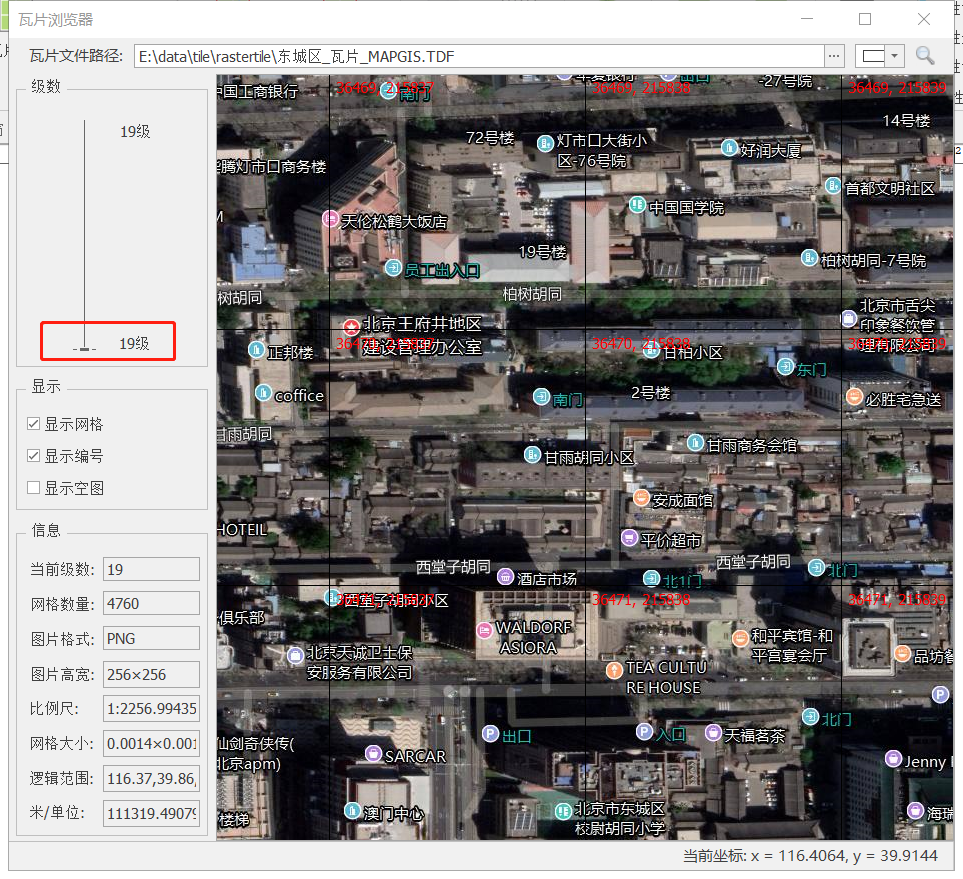 瓦片浏览器
瓦片文件路径: E:\data\tile\rastertile\东城区_瓦片_MAPGIS.TDF ...
级数
19级
19级
显示
显示网格
显示编号
显示空图
信息
当前级数: 19
网格数量: 4760
图片格式: PNG
图片高宽: 256×256
比例尺: 1:2256.99435
网格大小: 0.0014×0.001
逻辑范围: 116.37,39.86,
米/单位: 111319.49079
中国工商银行
36469, 215837
南门
出口
36469, 215838
-27号院
36469, 215839
14号楼
72号楼
灯市口大街小
区-76号院
好润大厦
华腾灯市口商务楼
首都文明社区
中国国学院
天伦松鹤大饭店
19号楼
柏树胡同-7号院
员工出入口
柏树胡同
树胡同
北京市舌尖
印象餐饮管
理有限公司
北京王府井地区
建设管理办公室
36470, 215838
正邦楼
甘柏小区
东门
coffice
南门
2号楼
必胜宅急送
甘雨胡同
甘雨胡同小区
甘雨商务会馆
安成面馆
HOTEIL
平价超市
西堂子胡同
西堂子胡同
酒店市场
北1门
北门
西堂子胡同小区
36471, 215838
36471, 215839
俱乐部
WALDORF
ASIORA
和平宾馆-和
平宫宴会厅
北京天诚卫士保
安服务有限公司
TEA CULTU
RE HOUSE
品坊餐
北门
出口
入口
天福茗茶
仙剑奇侠传(
北京apm)
SARCAR
Jenny
澳门中心
北京市东城区
校尉胡同小学
海瑞
楼梯
当前坐标: x = 116.4064, y = 39.9144